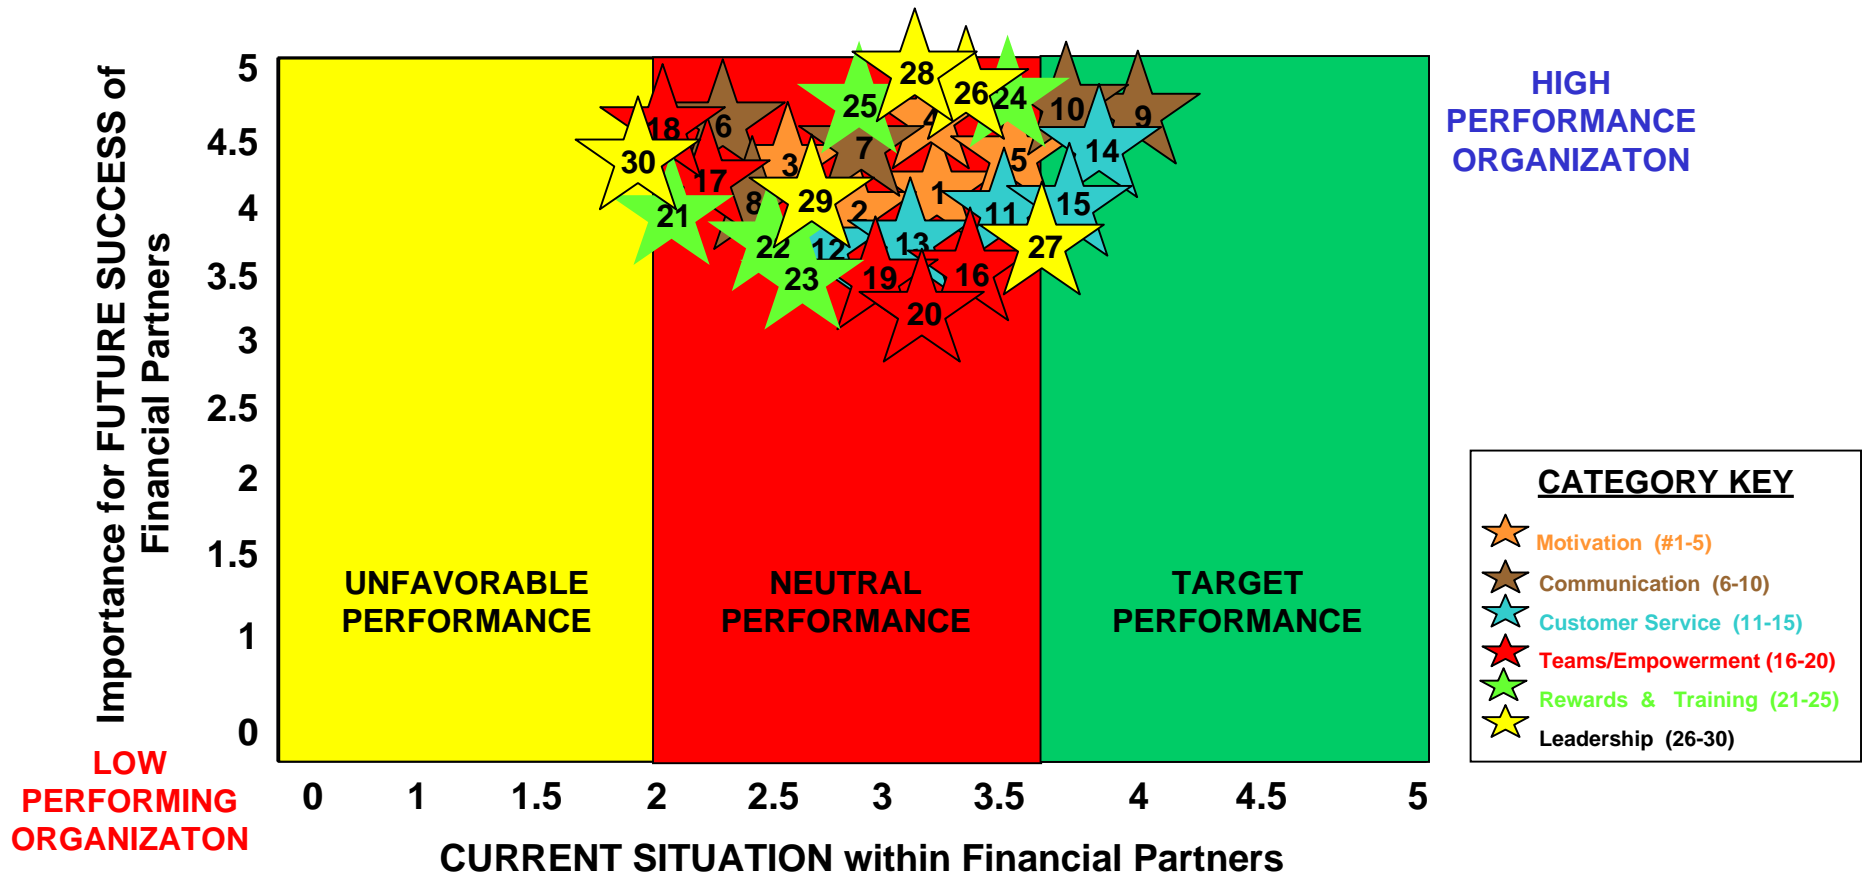 Importance for FUTURE SUCCESS of
Financial Partners
5
4.5
4
3.5
3
2.5
2
1.5
1
0
28
26
24
25
10
9
4
6
18
7
14
5
3
30
17
1
8
29
2
11
15
21
13
22
12
27
23
19
16
20
UNFAVORABLE
PERFORMANCE
NEUTRAL
PERFORMANCE
TARGET
PERFORMANCE
HIGH
PERFORMANCE
ORGANIZATON
CATEGORY KEY
Motivation (#1-5)
Communication (6-10)
Customer Service (11-15)
Teams/Empowerment (16-20)
Rewards & Training (21-25)
Leadership (26-30)
LOW
PERFORMING
ORGANIZATON
0 1 1.5 2 2.5 3 3.5 4 4.5 5
CURRENT SITUATION within Financial Partners